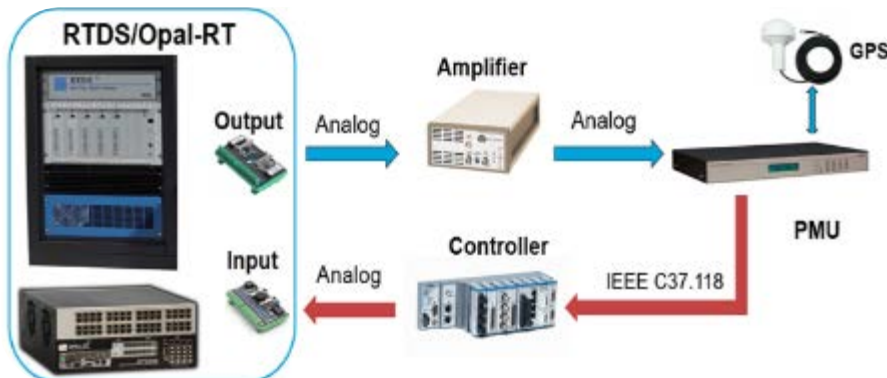 RTDS/Opal-RT
Amplifier
GPS
Output
Analog
Analog
PMU
Controller
Input
Analog
IEEE C37.118